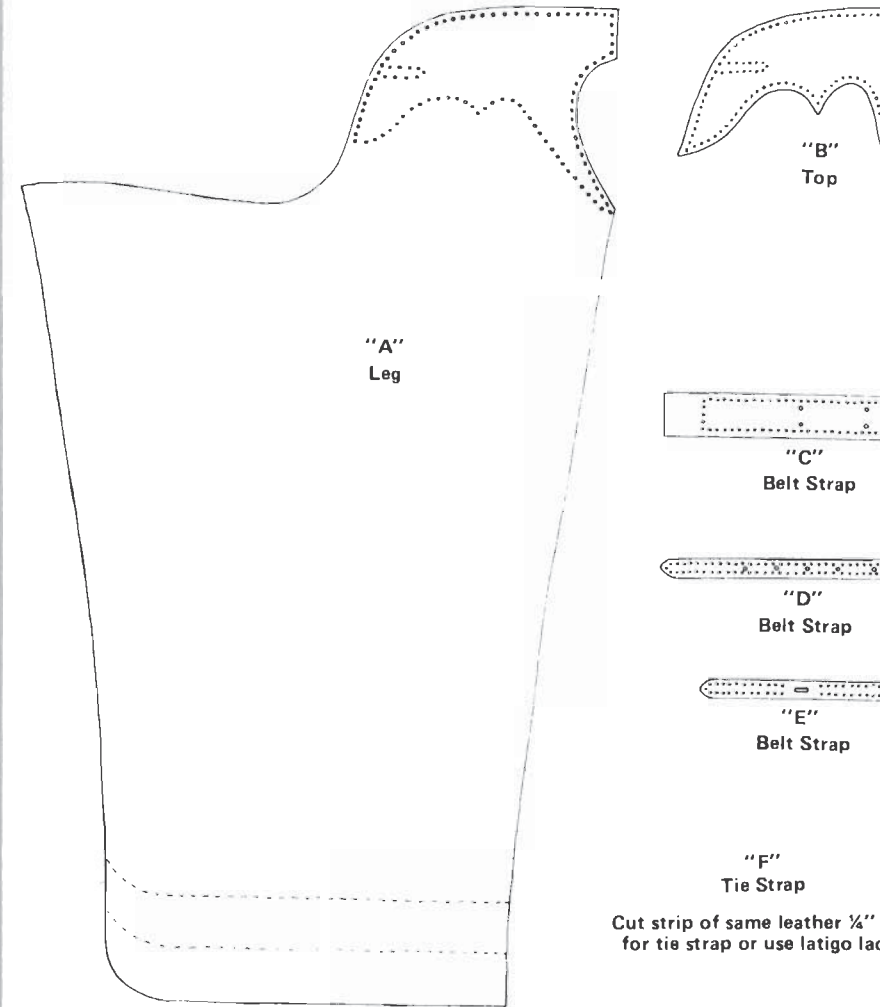 "A"
Leg
"B"
Top
"C"
Belt Strap
"D"
Belt Strap
"E"
Belt Strap
"F"
Tie Strap
Cut strip of same leather ¼"
for tie strap or use latigo